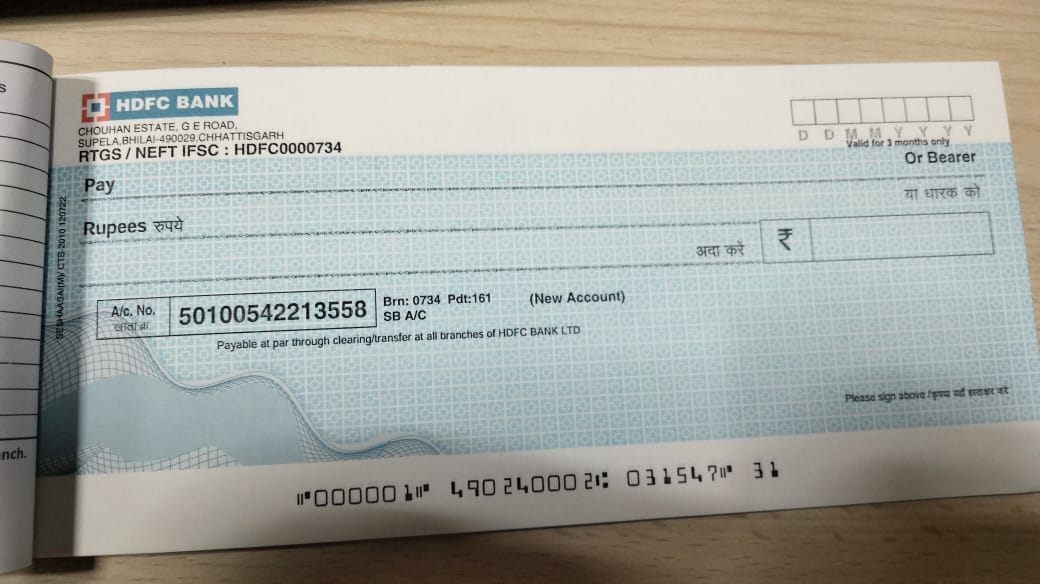 HDFC BANK
CHOUHAN ESTATE, G E ROAD,
SUPELA,BHILAI-490029,CHHATTISGARH
RTGS / NEFT IFSC : HDFC0000734
D D M M Y Y Y Y
Valid for 3 months only
Pay
Or Bearer
या धारक को
Rupees रुपये
अदा करें
₹
A/c. No.
खाता क्र.
50100542213558
Brn: 0734 Pdt:161 (New Account)
SB A/C
Payable at par through clearing/transfer at all branches of HDFC BANK LTD
SESHAASAI(M)/ CTS-2010 120722
Please sign above /कृपया यहाँ हस्ताक्षर करें
⑈000001⑈ 490240002⑆ 031547⑈ 31
nch.